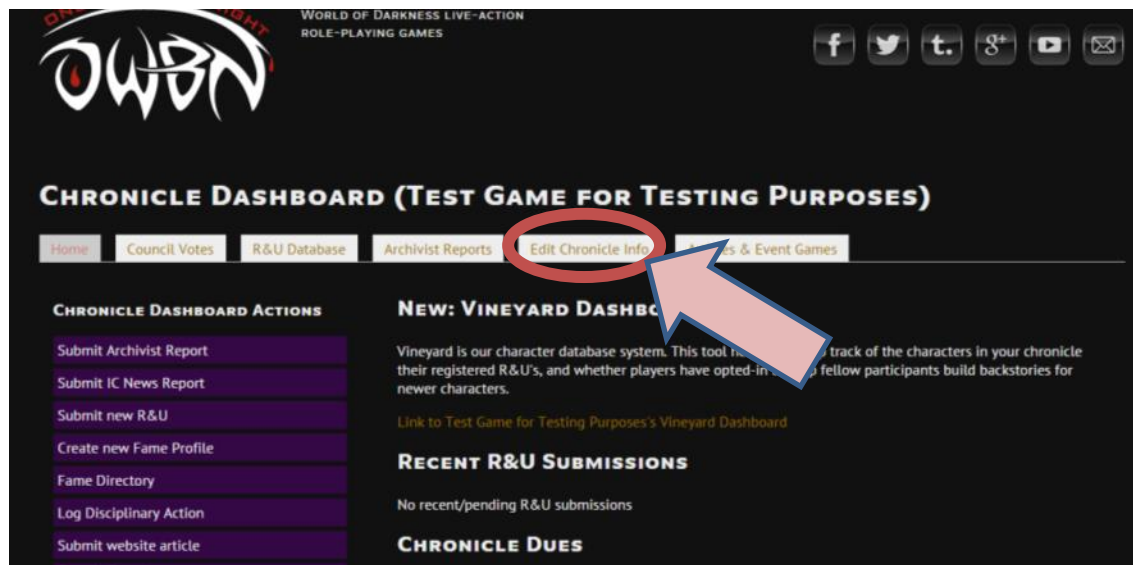 WORLD OF DARKNESS LIVE-ACTION
ROLE-PLAYING GAMES
OWBN
f t. 8+
CHRONICLE DASHBOARD (TEST GAME FOR TESTING PURPOSES)
Home Council Votes R&U Database Archivist Reports Edit Chronicle Info & Event Games
CHRONICLE DASHBOARD ACTIONS
Submit Archivist Report
Submit IC News Report
Submit new R&U
Create new Fame Profile
Fame Directory
Log Disciplinary Action
Submit website article
NEW: VINEYARD
Vineyard is our character database system. This tool track of the characters in your chronicle
their registered R&U's, and whether players have opted-in fellow participants build backstories for
newer characters.
Link to Test Game for Testing Purposes's Vineyard Dashboard
RECENT R&U SUBMISSIONS
No recent/pending R&U submissions
CHRONICLE DUES